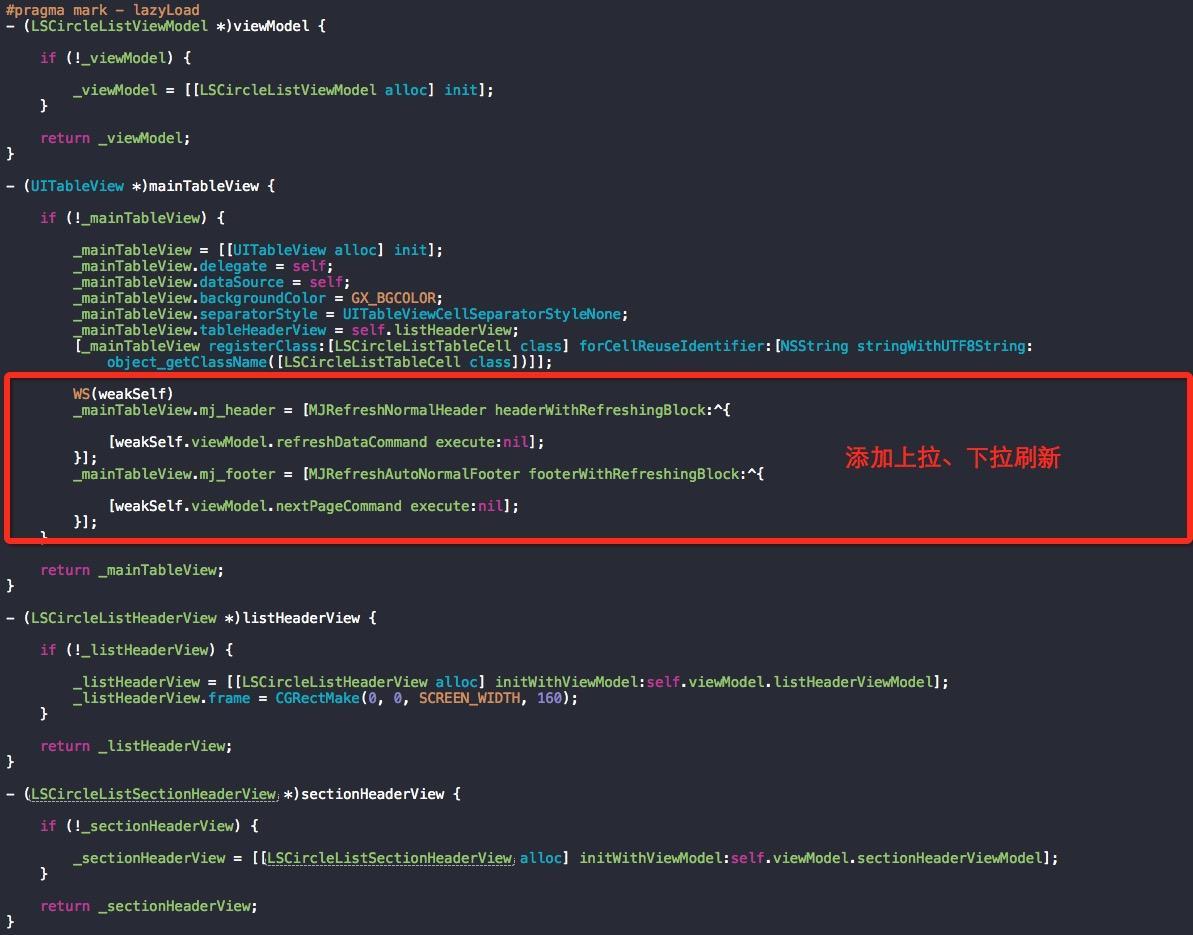 #pragma mark - lazyLoad
- (LSCircleListViewModel *)viewModel {
if (!_viewModel) {
_viewModel = [[LSCircleListViewModel alloc] init];
}
return _viewModel;
}
- (UITableView *)mainTableView {
if (!_mainTableView) {
_mainTableView = [[UITableView alloc] init];
_mainTableView.delegate = self;
_mainTableView.dataSource = self;
_mainTableView.backgroundColor = GX_BGCOLOR;
_mainTableView.separatorStyle = UITableViewCellSeparatorStyleNone;
_mainTableView.tableHeaderView = self.listHeaderView;
[_mainTableView registerClass:[LSCircleListTableCell class] forCellReuseIdentifier:[NSString stringWithUTF8String:
object_getClassName([LSCircleListTableCell class])]];
WS(weakSelf)
_mainTableView.mj_header = [MJRefreshNormalHeader headerWithRefreshingBlock:^{
[weakSelf.viewModel.refreshDataCommand execute:nil];
}];
添加上拉、下拉刷新
_mainTableView.mj_footer = [MJRefreshAutoNormalFooter footerWithRefreshingBlock:^{
[weakSelf.viewModel.nextPageCommand execute:nil];
}];
}
return _mainTableView;
}
- (LSCircleListHeaderView *)listHeaderView {
if (!_listHeaderView) {
_listHeaderView = [[LSCircleListHeaderView alloc] initWithViewModel:self.viewModel.listHeaderViewModel];
_listHeaderView.frame = CGRectMake(0, 0, SCREEN_WIDTH, 160);
}
return _listHeaderView;
}
- (LSCircleListSectionHeaderView *)sectionHeaderView {
if (!_sectionHeaderView) {
_sectionHeaderView = [[LSCircleListSectionHeaderView alloc] initWithViewModel:self.viewModel.sectionHeaderViewModel];
}
return _sectionHeaderView;
}